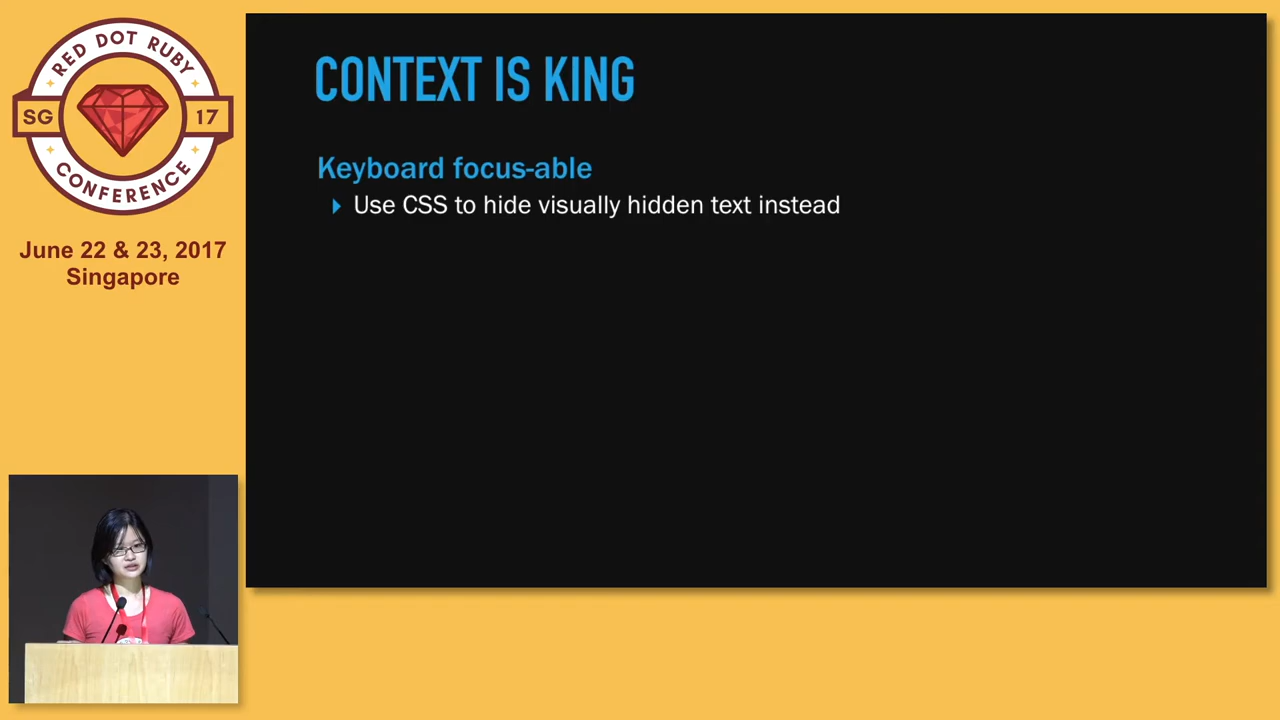 RED DOT RUBY
SG
17
CONFERENCE
June 22 & 23, 2017
Singapore
CONTEXT IS KING
Keyboard focus-able
Use CSS to hide visually hidden text instead